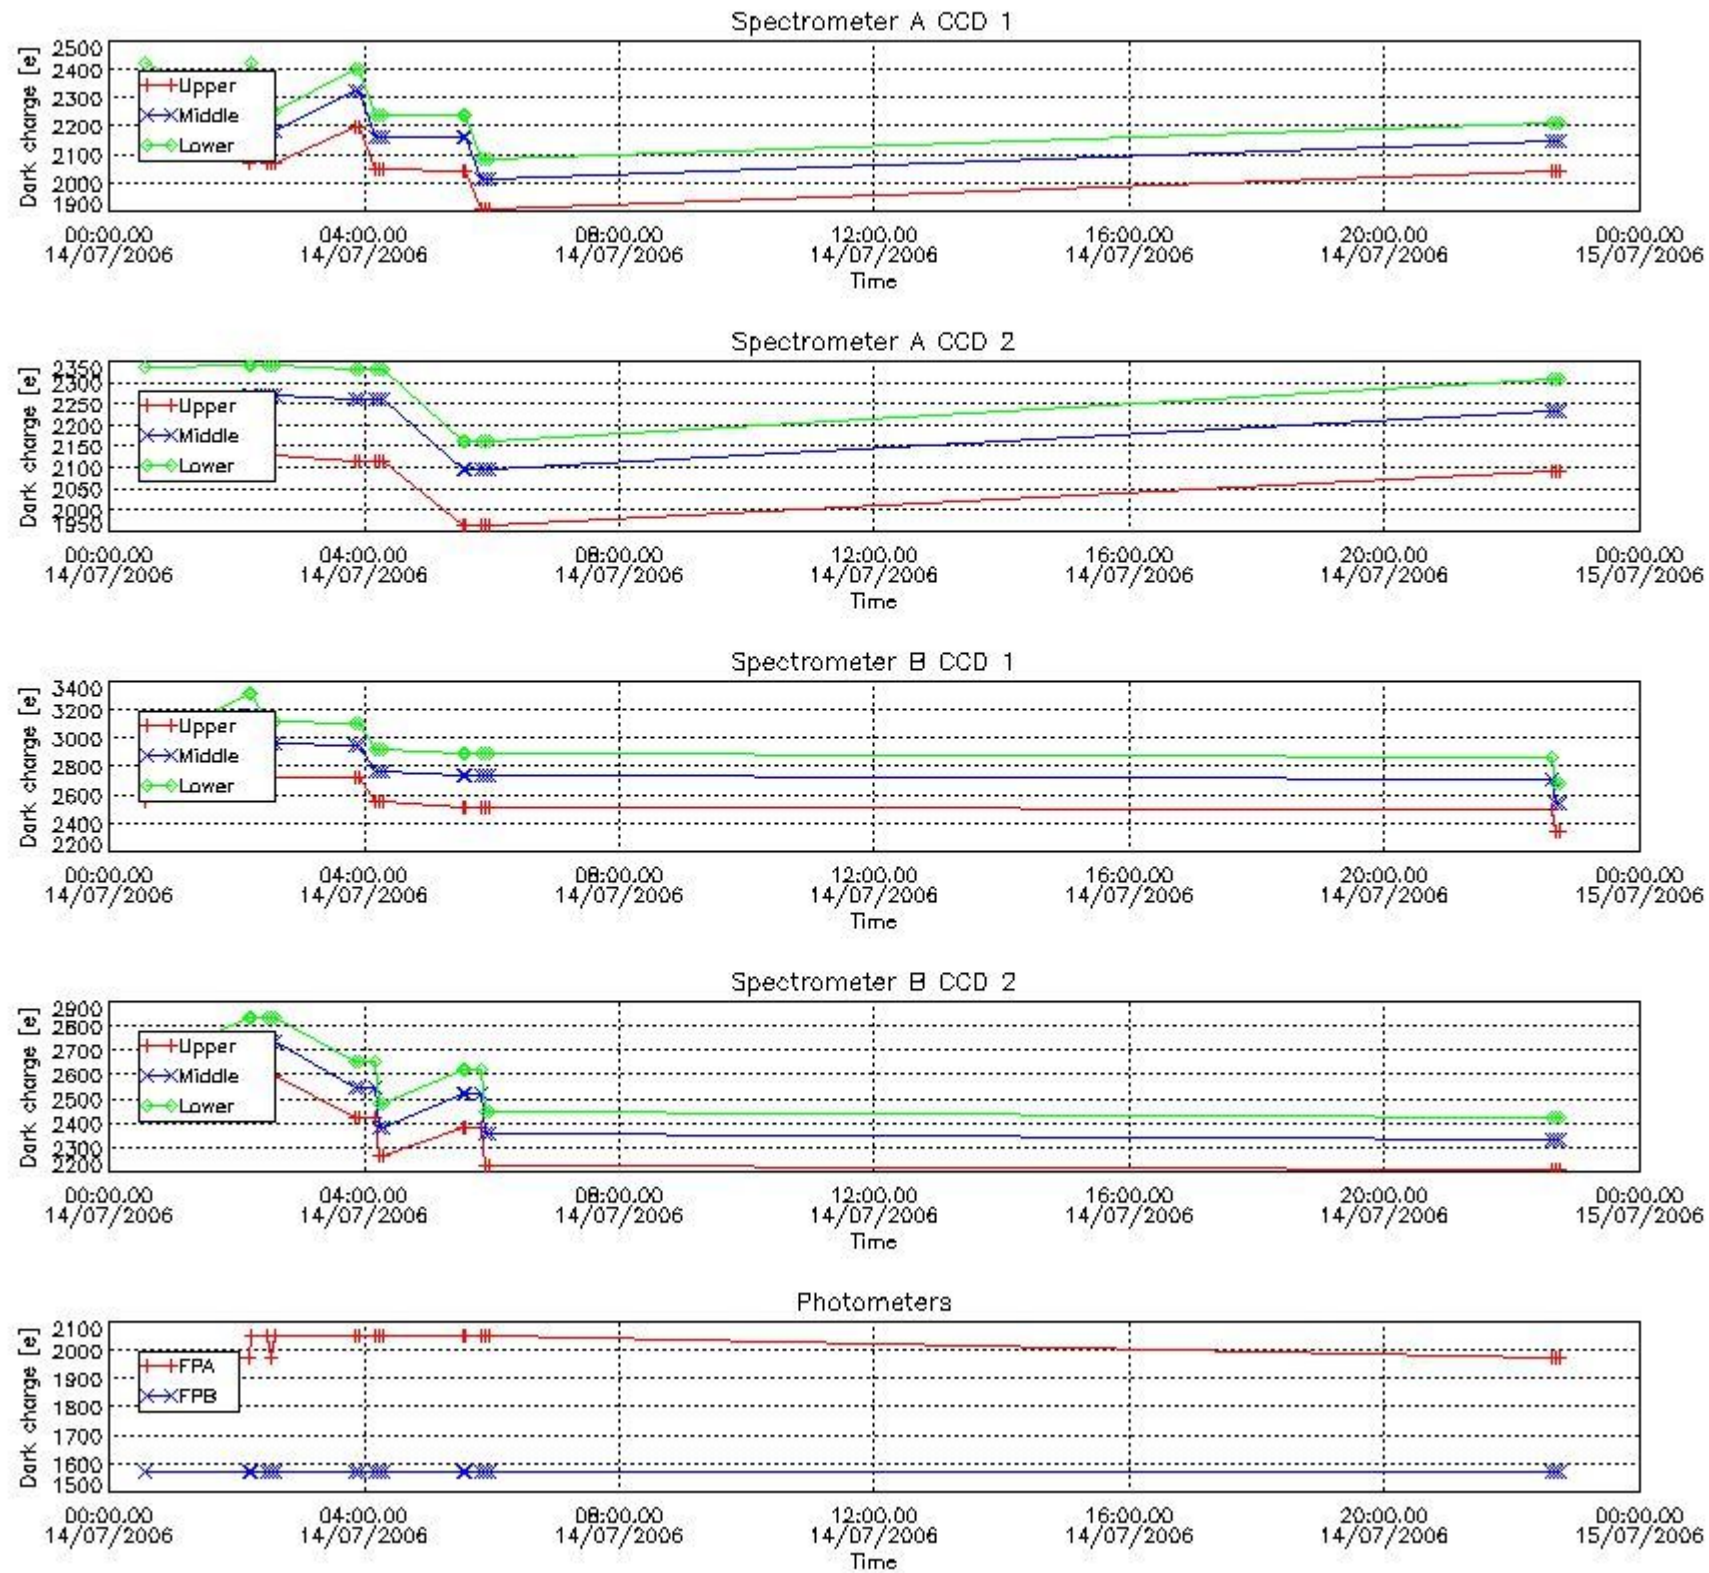 Spectrometer A CCD 1
Dark charge [e]
2500
2400
2300
2200
2100
2000
1900
Upper
Middle
Lower
00:00.00 04:00.00 08:00.00 12:00.00 16:00.00 20:00.00 00:00.00
14/07/2006 14/07/2006 14/07/2006 14/07/2006 14/07/2006 14/07/2006 15/07/2006
Time
Spectrometer A CCD 2
Dark charge [e]
2350
2300
2250
2200
2150
2100
2050
2000
1950
Upper
Middle
Lower
00:00.00 04:00.00 08:00.00 12:00.00 16:00.00 20:00.00 00:00.00
14/07/2006 14/07/2006 14/07/2006 14/07/2006 14/07/2006 14/07/2006 15/07/2006
Time
Spectrometer B CCD 1
Dark charge [e]
3400
3200
3000
2800
2600
2400
2200
Upper
Middle
Lower
00:00.00 04:00.00 08:00.00 12:00.00 16:00.00 20:00.00 00:00.00
14/07/2006 14/07/2006 14/07/2006 14/07/2006 14/07/2006 14/07/2006 15/07/2006
Time
Spectrometer B CCD 2
Dark charge [e]
2900
2800
2700
2600
2500
2400
2300
2200
Upper
Middle
Lower
00:00.00 04:00.00 08:00.00 12:00.00 16:00.00 20:00.00 00:00.00
14/07/2006 14/07/2006 14/07/2006 14/07/2006 14/07/2006 14/07/2006 15/07/2006
Time
Photometers
Dark charge [e]
2100
2000
1900
1800
1700
1600
1500
FPA
FPB
00:00.00 04:00.00 08:00.00 12:00.00 16:00.00 20:00.00 00:00.00
14/07/2006 14/07/2006 14/07/2006 14/07/2006 14/07/2006 14/07/2006 15/07/2006
Time